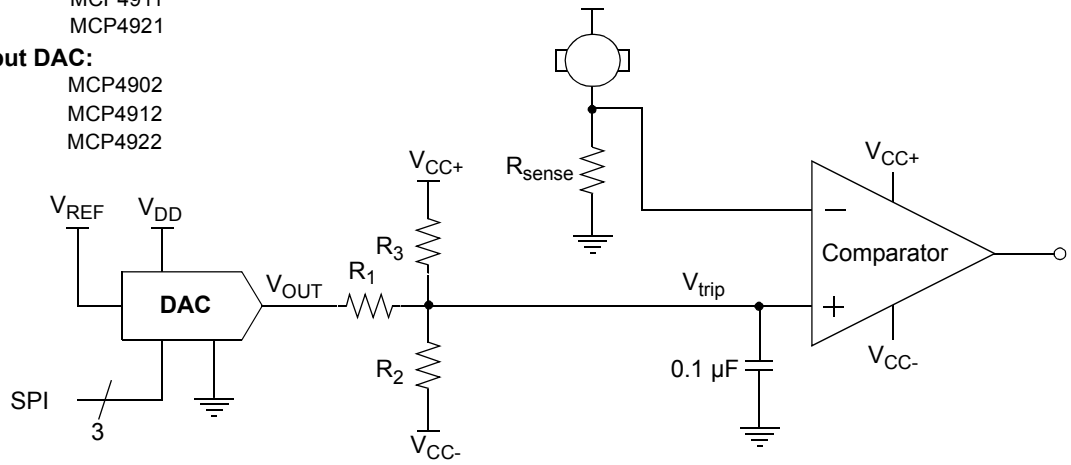 MCP4921
DAC:
MCP4902
MCP4912
MCP4922
VREF
VDD
DAC
VOUT
SPI
3
R1
VCC+
R3
R2
VCC-
Rsense
Vtrip
0.1 µF
VCC+
−
Comparator
+
VCC-